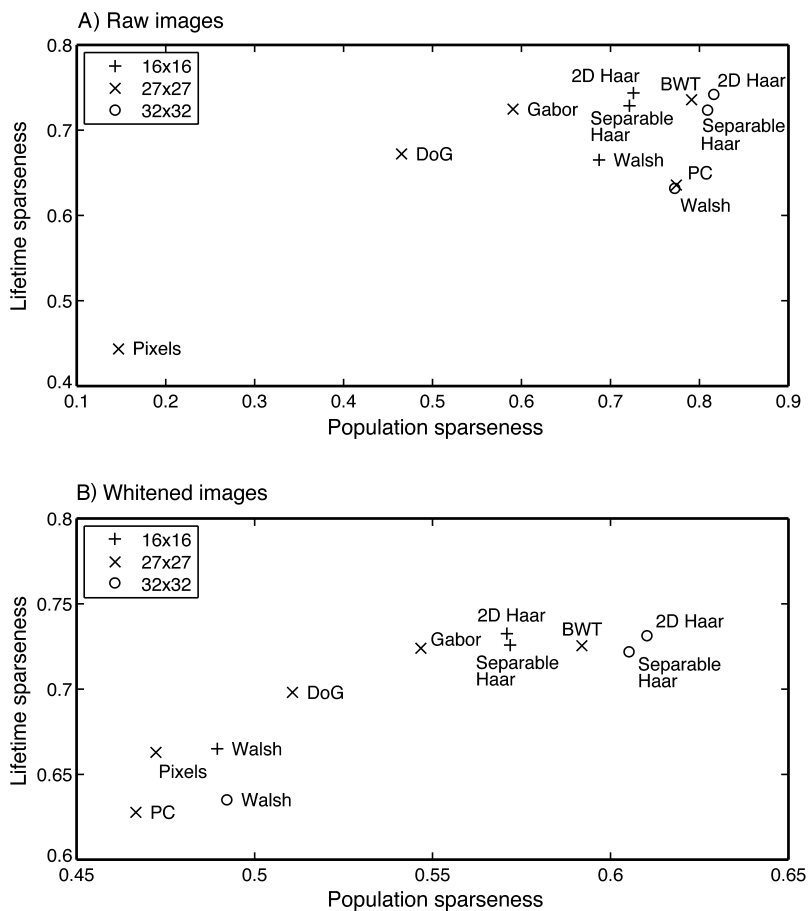 A) Raw images
0.8
0.7
0.6
0.5
0.4
Lifetime sparseness
16x16
27x27
32x32
2D Haar
Separable
Haar
Walsh
Gabor
DoG
Pixels
BWT
2D Haar
Separable
Haar
PC
Walsh
0.1 0.2 0.3 0.4 0.5 0.6 0.7 0.8 0.9
Population sparseness
B) Whitened images
0.8
0.75
0.7
0.65
0.6
Lifetime sparseness
16x16
27x27
32x32
2D Haar
Gabor
Separable
Haar
BWT
2D Haar
Separable
Haar
DoG
Walsh
Pixels
Walsh
PC
0.45 0.5 0.55 0.6 0.65
Population sparseness